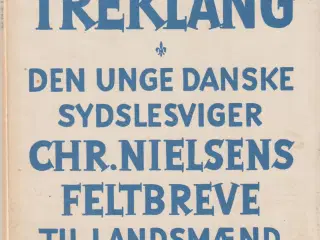 TREKLANG
DEN UNGE DANSKE
SYDSLESVIGER
CHR. NIELSENS
FELTBREVE
TIL LANDSMÆND